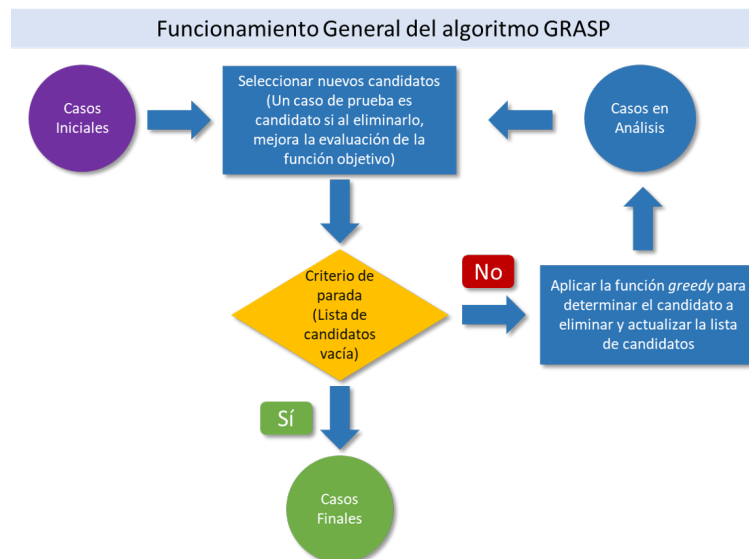 Funcionamiento General del algoritmo GRASP
Casos
Iniciales
Seleccionar nuevos candidatos
(Un caso de prueba es
candidato si al eliminarlo,
mejora la evaluación de la
función objetivo)
Casos en
Análisis
Criterio de
parada
(Lista de
candidatos
vacía)
No
Aplicar la función greedy para
determinar el candidato a
eliminar y actualizar la lista
de candidatos
Sí
Casos
Finales